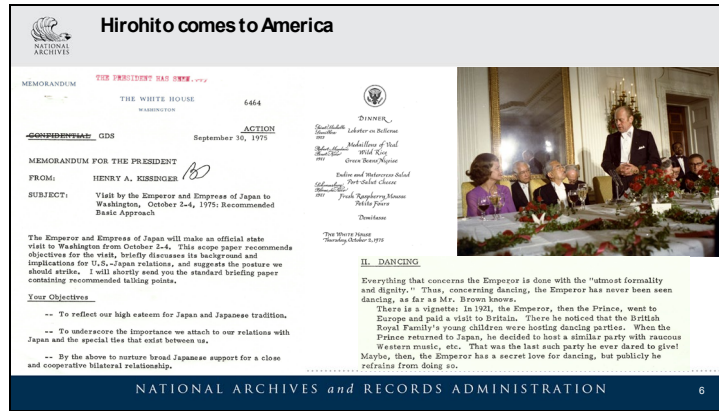 Hirohito comes to America
NATIONAL
ARCHIVES
MEMORANDUM
THE PRESIDENT HAS SEEN
THE WHITE HOUSE
WASHINGTON
6464
ACTION
CONFIDENTIAL GDS
September 30, 1975
MEMORANDUM FOR THE PRESIDENT
FROM: HENRY A. KISSINGER
SUBJECT: Visit by the Emperor and Empress of Japan to
Washington, October 2-4, 1975: Recommended
Basic Approach
The Emperor and Empress of Japan will make an official state
visit to Washington from October 2-4. This scope paper recommends
objectives for the visit, briefly discusses its background and
implications for U.S.-Japan relations, and suggests the posture we
should strike. I will shortly send you the standard briefing paper
containing recommended talking points.
Your Objectives
-- To reflect our high esteem for Japan and Japanese tradition.
-- To underscore the importance we attach to our relations with
Japan and the special ties that exist between us.
-- By the above to nurture broad Japanese support for a close
and cooperative bilateral relationship.
DINNER
Lobster en Bellevue
Medaillons of Veal
Wild Rice
Green Beans Niçoise
Endive and Watercress Salad
Port-Salut Cheese
Fresh Raspberry Mousse
Petits Fours
Demitasse
THE WHITE HOUSE
Thursday, October 2, 1975
II. DANCING
Everything that concerns the Emperor is done with the "utmost formality
and dignity." Thus, concerning dancing, the Emperor has never been seen
dancing, as far as Mr. Brown knows.
There is a vignette: In 1921, the Emperor, then the Prince, went to
Europe and paid a visit to Britain. There he noticed that the British
Royal Family's young children were hosting dancing parties. When the
Prince returned to Japan, he decided to host a similar party with raucous
Western music, etc. That was the last such party he ever dared to give!
Maybe, then, the Emperor has a secret love for dancing, but publicly he
refrains from doing so.
NATIONAL ARCHIVES and RECORDS ADMINISTRATION
6